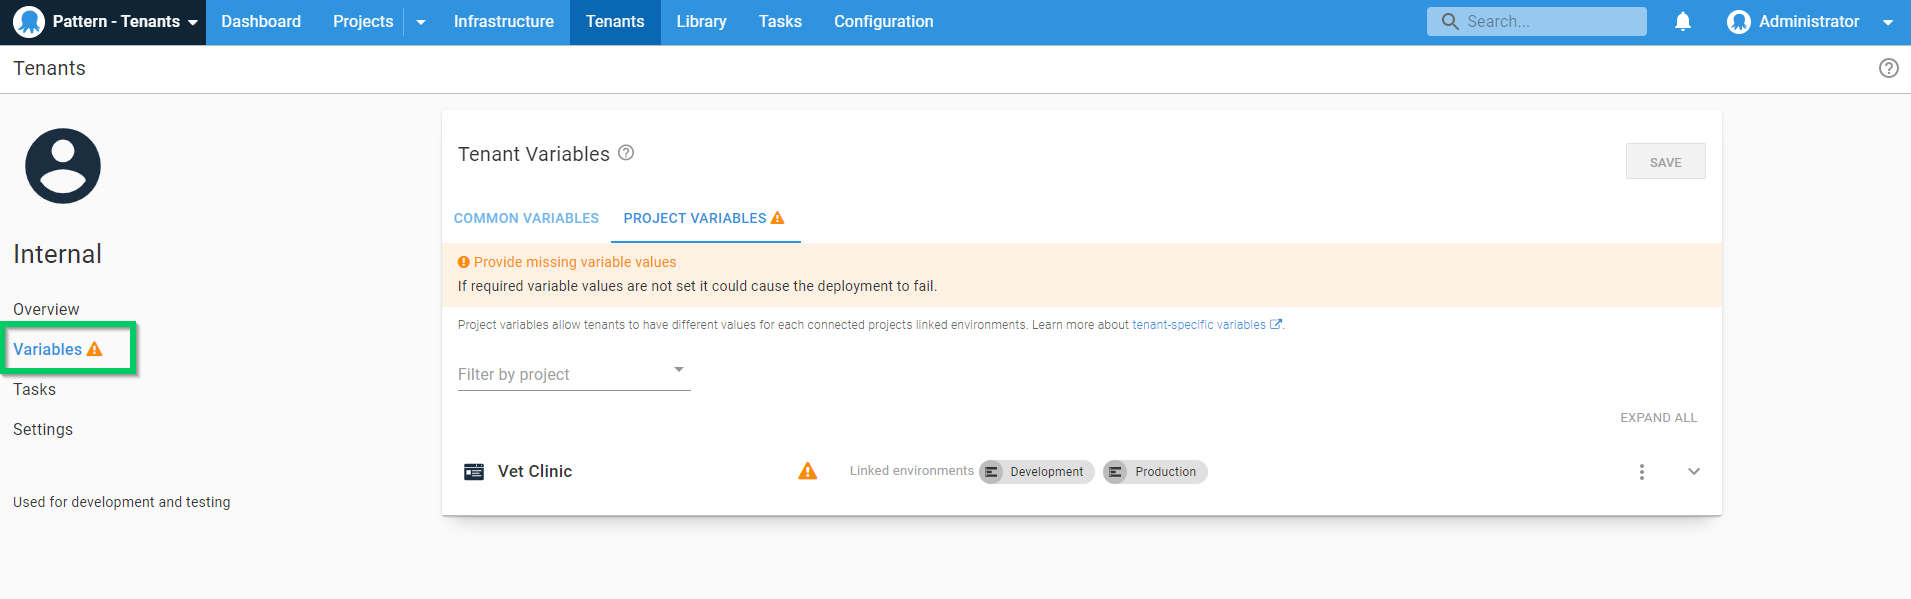 Pattern - Tenants Dashboard Projects Infrastructure Tenants Library Tasks Configuration Search... Administrator
Tenants
Internal
Overview
Variables
Tasks
Settings
Used for development and testing
Tenant Variables
SAVE
COMMON VARIABLES PROJECT VARIABLES
Provide missing variable values
If required variable values are not set it could cause the deployment to fail.
Project variables allow tenants to have different values for each connected projects linked environments. Learn more about tenant-specific variables.
Filter by project
EXPAND ALL
Vet Clinic Linked environments Development Production